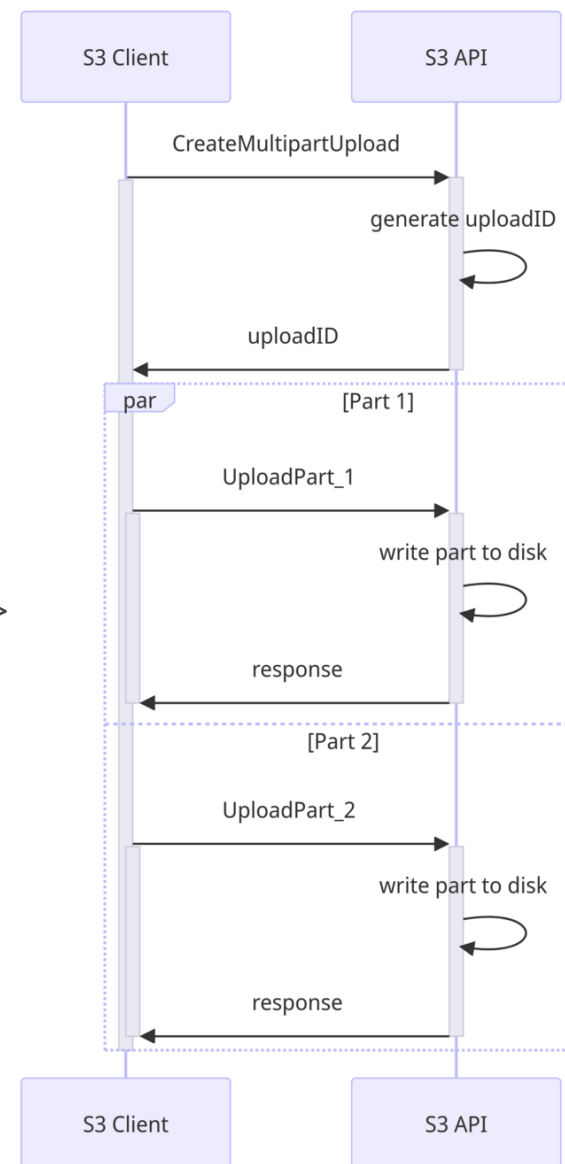 S3 Client
S3 API
CreateMultipartUpload
generate uploadID
uploadID
par
[Part 1]
UploadPart_1
write part to disk
response
[Part 2]
UploadPart_2
write part to disk
response
S3 Client
S3 API